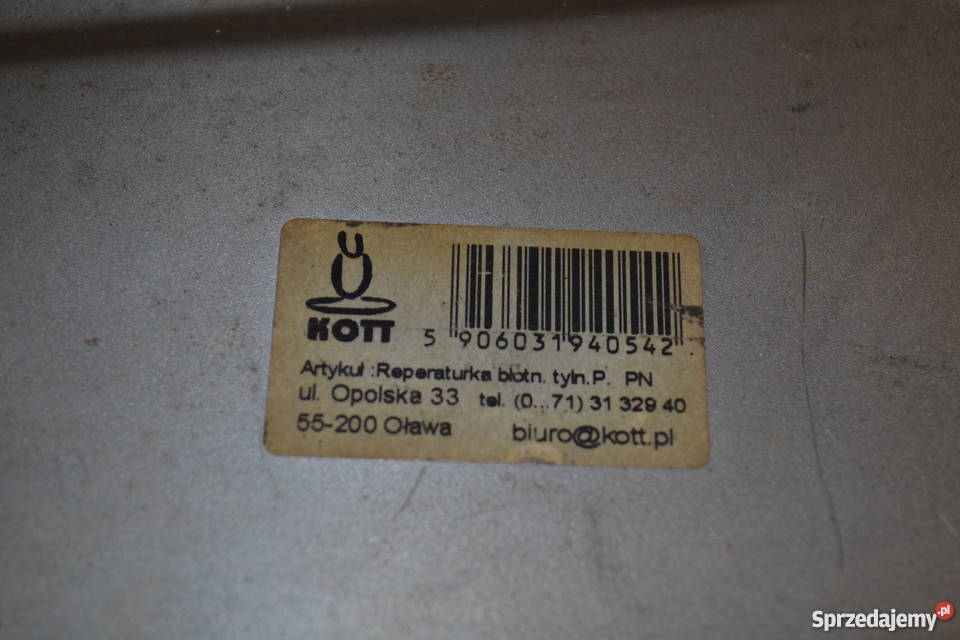 KOTT
5 906031 940542
Artykuł :Reperaturka błotn. tyln.P. PN
ul. Opolska 33 tel. (0...71) 31 329 40
55-200 Oława biuro@kott.pl
Sprzedajemy.pl